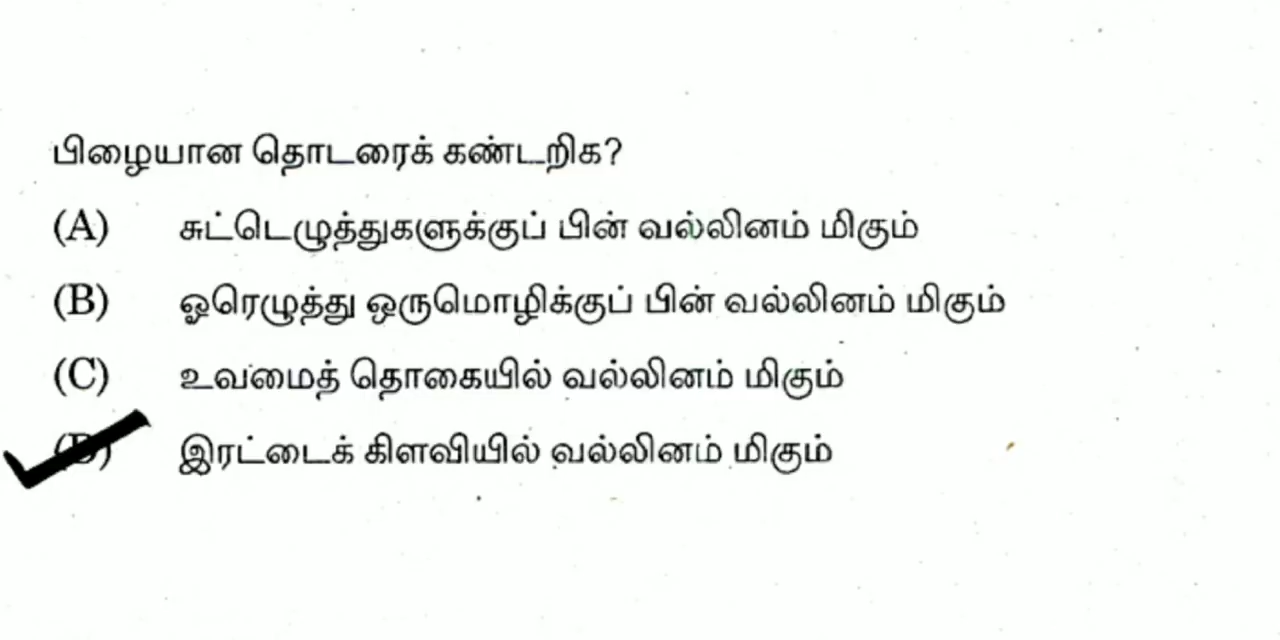 பிழையான தொடரைக் கண்டறிக?
(A) சுட்டெழுத்துகளுக்குப் பின் வல்லினம் மிகும்
(B) ஓரெழுத்து ஒருமொழிக்குப் பின் வல்லினம் மிகும்
(C) உவமைத் தொகையில் வல்லினம் மிகும்
(D) இரட்டைக் கிளவியில் வல்லினம் மிகும்